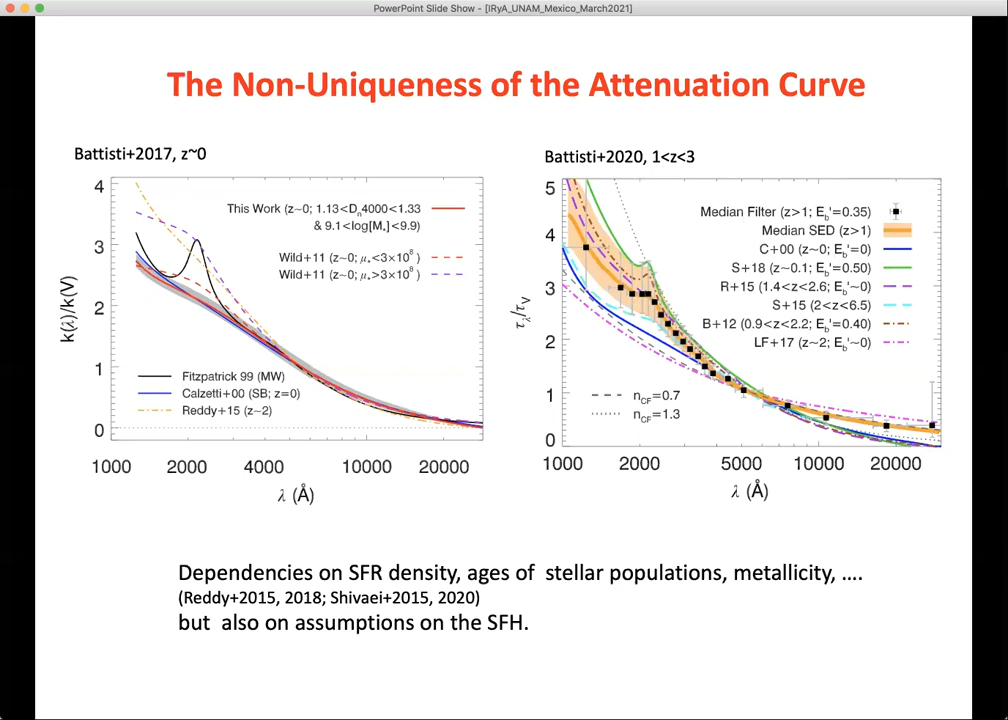 PowerPoint Slide Show - [IRyA_UNAM_Mexico_March2021]
The Non-Uniqueness of the Attenuation Curve
Battisti+2017, z~0
4
3
2
1
0
k(λ)/k(V)
This Work (z~0; 1.13<Dn4000<1.33
& 9.1<log[M*]<9.9)
Wild+11 (z~0; μ*<3×10⁸ )
Wild+11 (z~0; μ*>3×10⁸ )
Fitzpatrick 99 (MW)
Calzetti+00 (SB; z=0)
Reddy+15 (z~2)
1000 2000 4000 10000 20000
λ (Å)
Battisti+2020, 1<z<3
5
4
3
2
1
0
τλ/τV
Median Filter (z>1; Eb'=0.35)
Median SED (z>1)
C+00 (z~0; Eb'=0)
S+18 (z~0.1; Eb'=0.50)
R+15 (1.4<z<2.6; Eb'~0)
S+15 (2<z<6.5)
B+12 (0.9<z<2.2; Eb'=0.40)
LF+17 (z~2; Eb'~0)
nCF=0.7
nCF=1.3
1000 2000 5000 10000 20000
λ (Å)
Dependencies on SFR density, ages of stellar populations, metallicity, ….
(Reddy+2015, 2018; Shivaei+2015, 2020)
but also on assumptions on the SFH.